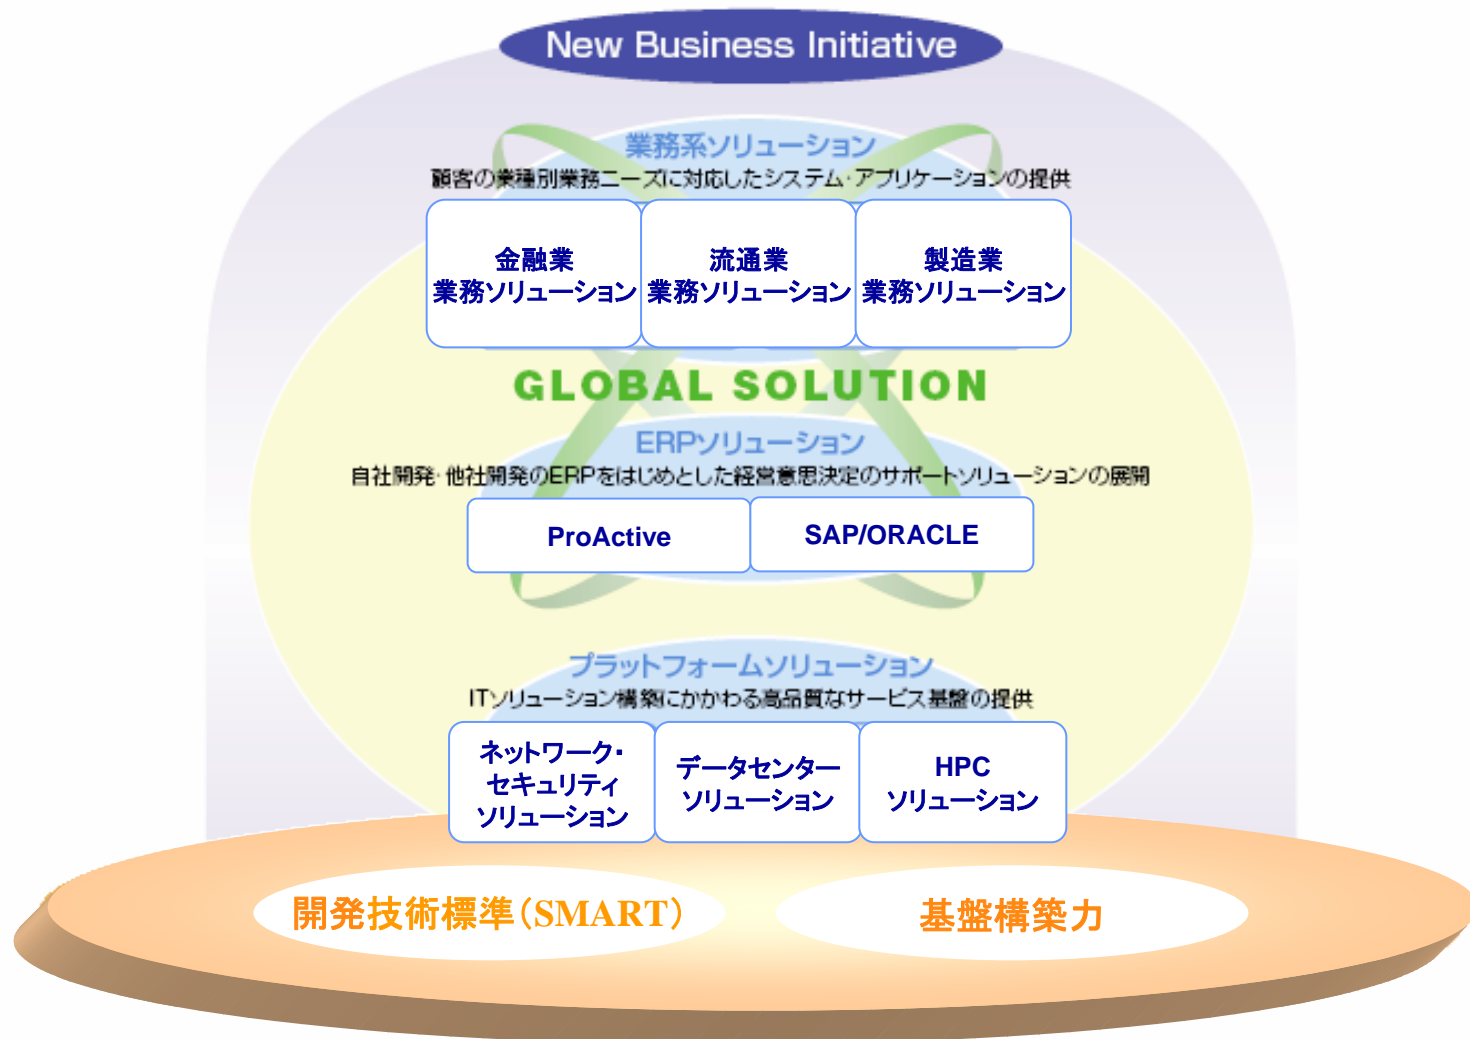 New Business Initiative
業務系ソリューション
顧客の業種別業務ニーズに対応したシステム・アプリケーションの提供
金融業
業務ソリューション
流通業
業務ソリューション
製造業
業務ソリューション
GLOBAL SOLUTION
ERPソリューション
自社開発・他社開発のERPをはじめとした経営意思決定のサポートソリューションの展開
ProActive
SAP/ORACLE
プラットフォームソリューション
ITソリューション構築にかかわる高品質なサービス基盤の提供
ネットワーク・
セキュリティ
ソリューション
データセンター
ソリューション
HPC
ソリューション
開発技術標準（SMART）
基盤構築力